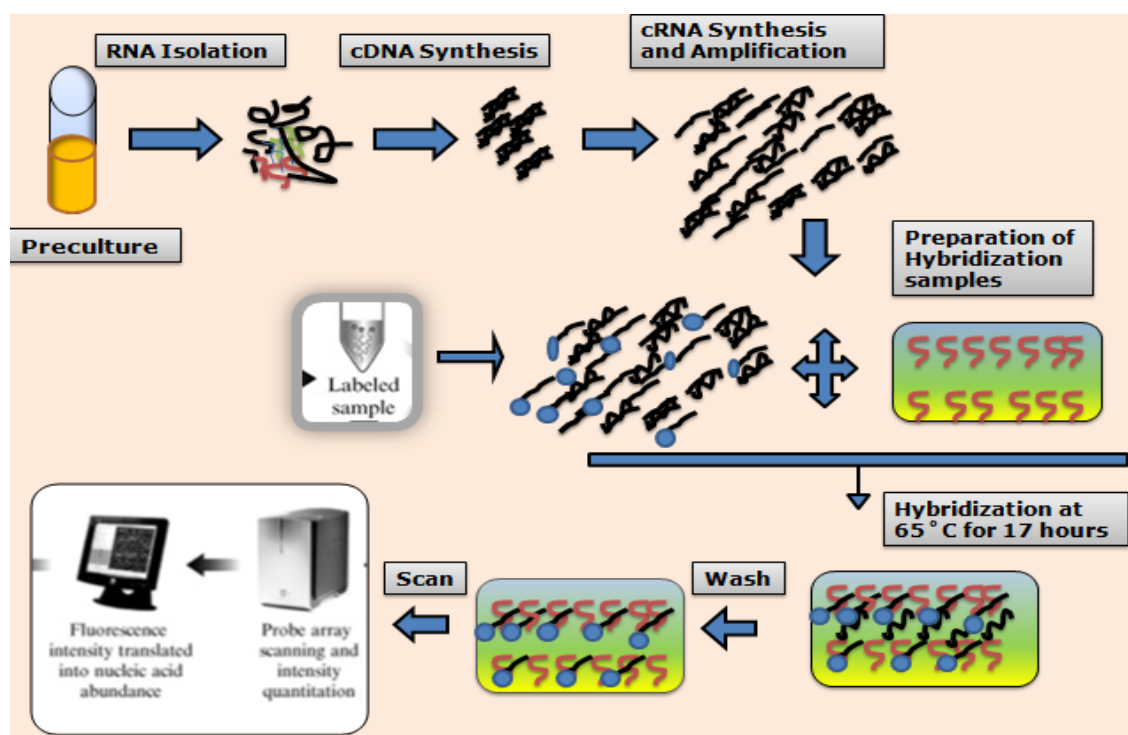 RNA Isolation
cDNA Synthesis
cRNA Synthesis
and Amplification
Preculture
Preparation of
Hybridization
samples
Labeled
sample
Hybridization at
65°C for 17 hours
Wash
Scan
Probe array
scanning and
intensity
quantitation
Fluorescence
intensity translated
into nucleic acid
abundance